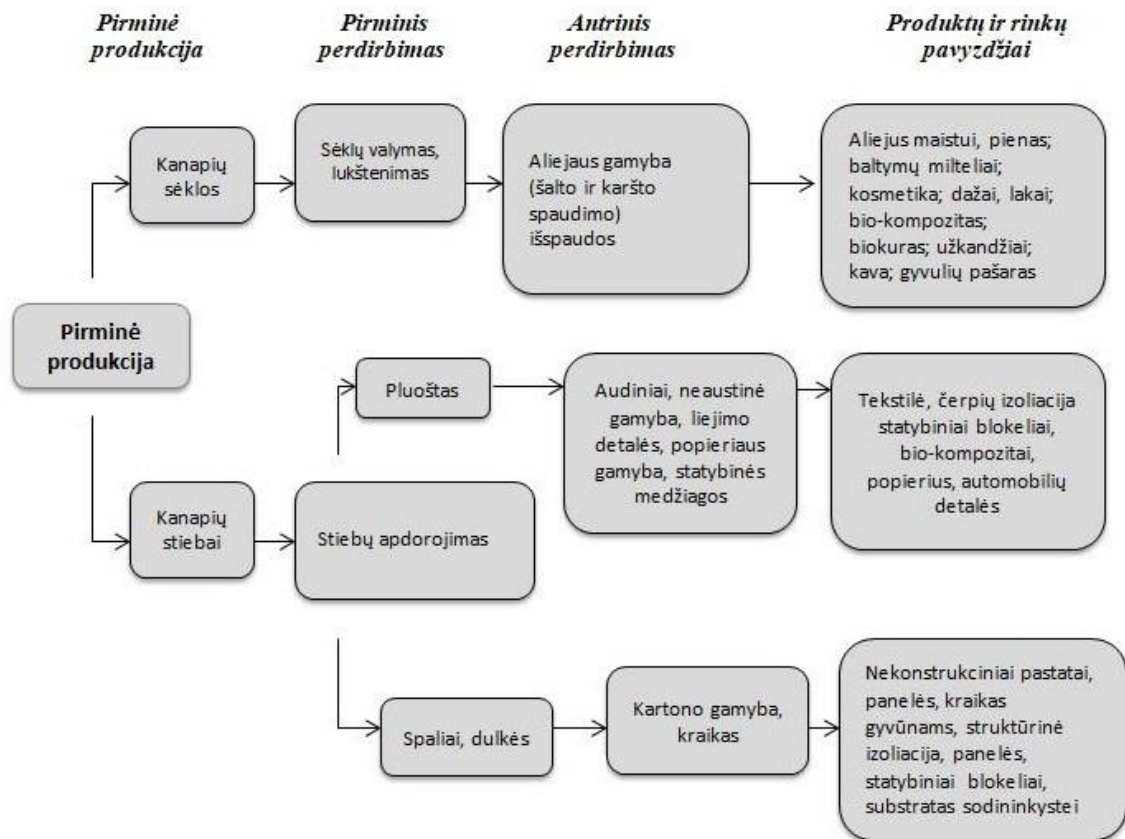 Pirminė
produkcija
Pirminis
perdirbimas
Antrinis
perdirbimas
Produktų ir rinkų
pavyzdžiai
Kanapių
sėklos
Sėklų valymas,
lukštenimas
Aliejaus gamyba
(šalto ir karšto
spaudimo)
išspaudos
Aliejus maistui, pienas;
baltymų milteliai;
kosmetika; dažai, lakai;
bio-kompozitas;
biokuras; užkandžiai;
kava; gyvulių pašaras
Pirminė
produkcija
Pluoštas
Audiniai, neaustinė
gamyba, liejimo
detalės, popieriaus
gamyba, statybinės
medžiagos
Tekstilė, čerpių izoliacija
statybiniai blokeliai,
bio-kompozitai,
popierius, automobilių
detalės
Kanapių
stiebai
Stiebų apdorojimas
Spaliai, dulkės
Kartono gamyba,
kraikas
Nekonstrukciniai pastatai,
panelės, kraikas
gyvūnams, struktūrinė
izoliacija, panelės,
statybiniai blokeliai,
substratas sodininkystei